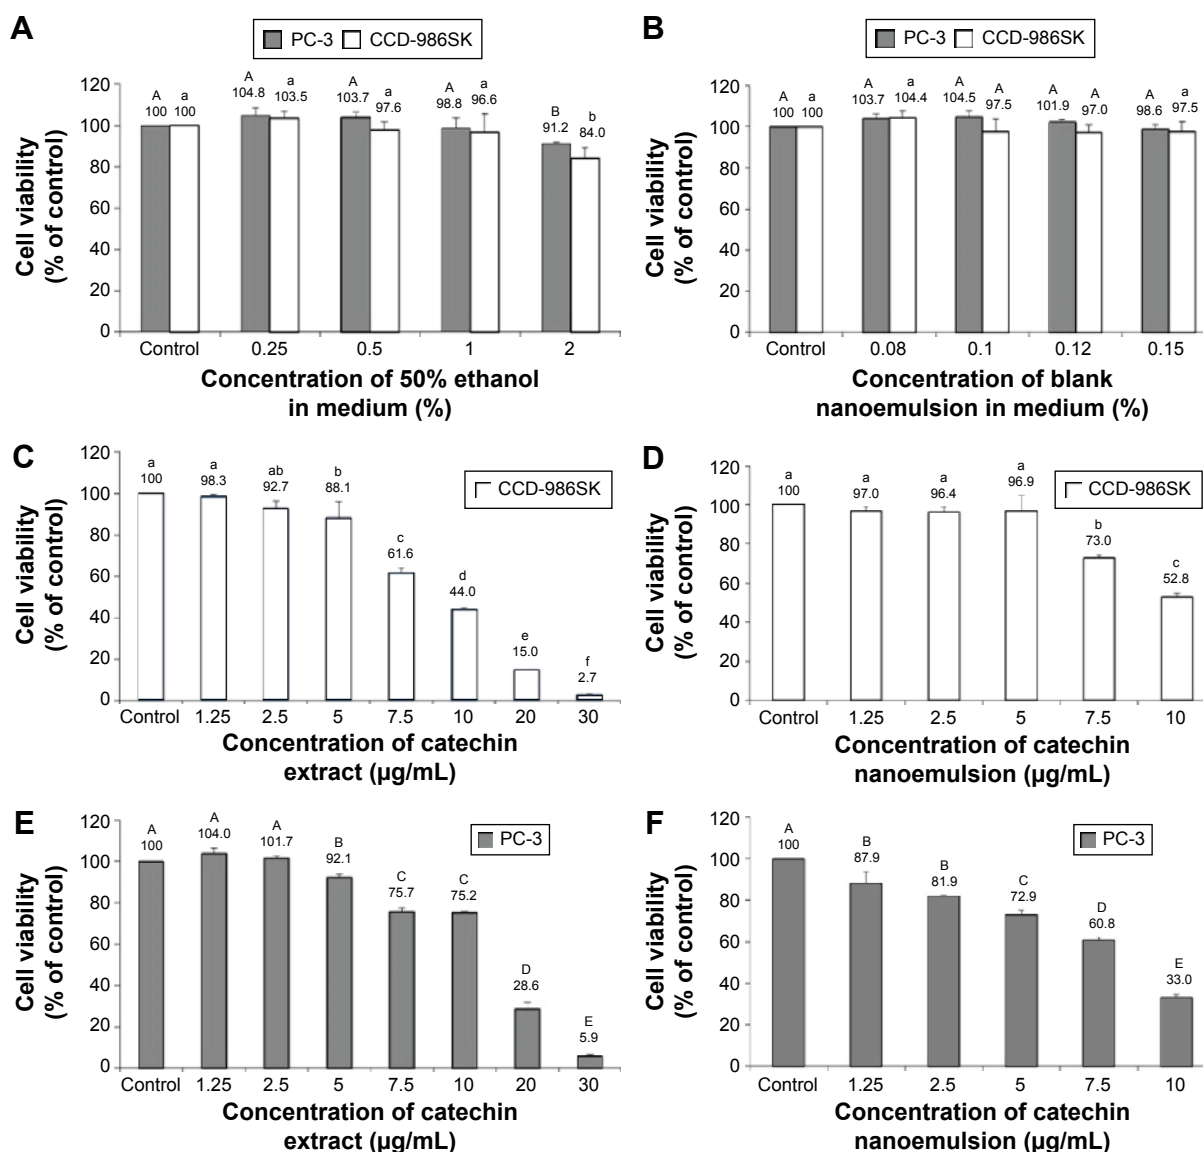 A
PC-3 CCD-986SK
Cell viability
(% of control)
120
100
80
60
40
20
0
A
100
a
100
A
104.8
a
103.5
A
103.7
a
97.6
A
98.8
a
96.6
B
91.2
b
84.0
Control 0.25 0.5 1 2
Concentration of 50% ethanol
in medium (%)
B
PC-3 CCD-986SK
Cell viability
(% of control)
120
100
80
60
40
20
0
A
100
a
100
A
103.7
a
104.4
A
104.5
A
97.5
A
101.9
A
97.0
A
98.6
a
97.5
Control 0.08 0.1 0.12 0.15
Concentration of blank
nanoemulsion in medium (%)
C
CCD-986SK
Cell viability
(% of control)
120
100
80
60
40
20
0
a
100
a
98.3
ab
92.7
b
88.1
c
61.6
d
44.0
e
15.0
f
2.7
Control 1.25 2.5 5 7.5 10 20 30
Concentration of catechin
extract (µg/mL)
D
CCD-986SK
Cell viability
(% of control)
120
100
80
60
40
20
0
a
100
a
97.0
a
96.4
a
96.9
b
73.0
c
52.8
Control 1.25 2.5 5 7.5 10
Concentration of catechin
nanoemulsion (µg/mL)
E
PC-3
Cell viability
(% of control)
120
100
80
60
40
20
0
A
100
A
104.0
A
101.7
B
92.1
C
75.7
C
75.2
D
28.6
E
5.9
Control 1.25 2.5 5 7.5 10 20 30
Concentration of catechin
extract (µg/mL)
F
PC-3
Cell viability
(% of control)
120
100
80
60
40
20
0
A
100
B
87.9
B
81.9
C
72.9
D
60.8
E
33.0
Control 1.25 2.5 5 7.5 10
Concentration of catechin
nanoemulsion (µg/mL)